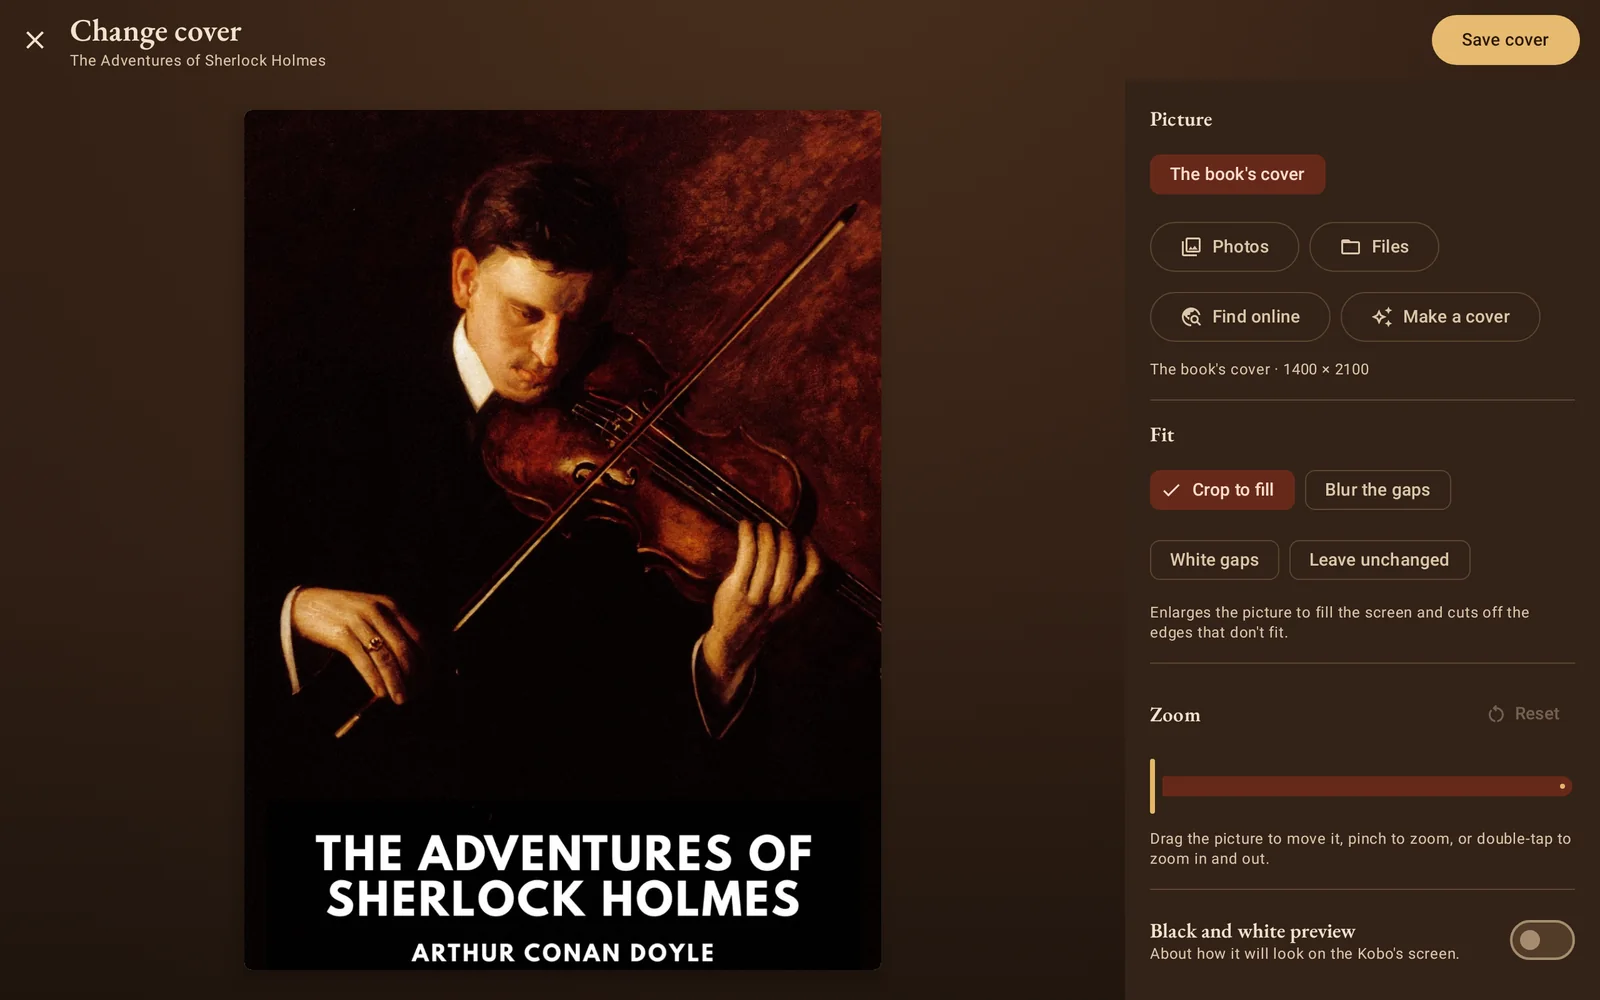 Change cover
The Adventures of Sherlock Holmes
Save cover
THE ADVENTURES OF
SHERLOCK HOLMES
ARTHUR CONAN DOYLE
Picture
The book's cover
Photos
Files
Find online
Make a cover
The book's cover · 1400 × 2100
Fit
Crop to fill
Blur the gaps
White gaps
Leave unchanged
Enlarges the picture to fill the screen and cuts off the
edges that don't fit.
Zoom
Reset
Drag the picture to move it, pinch to zoom, or double-tap to
zoom in and out.
Black and white preview
About how it will look on the Kobo's screen.